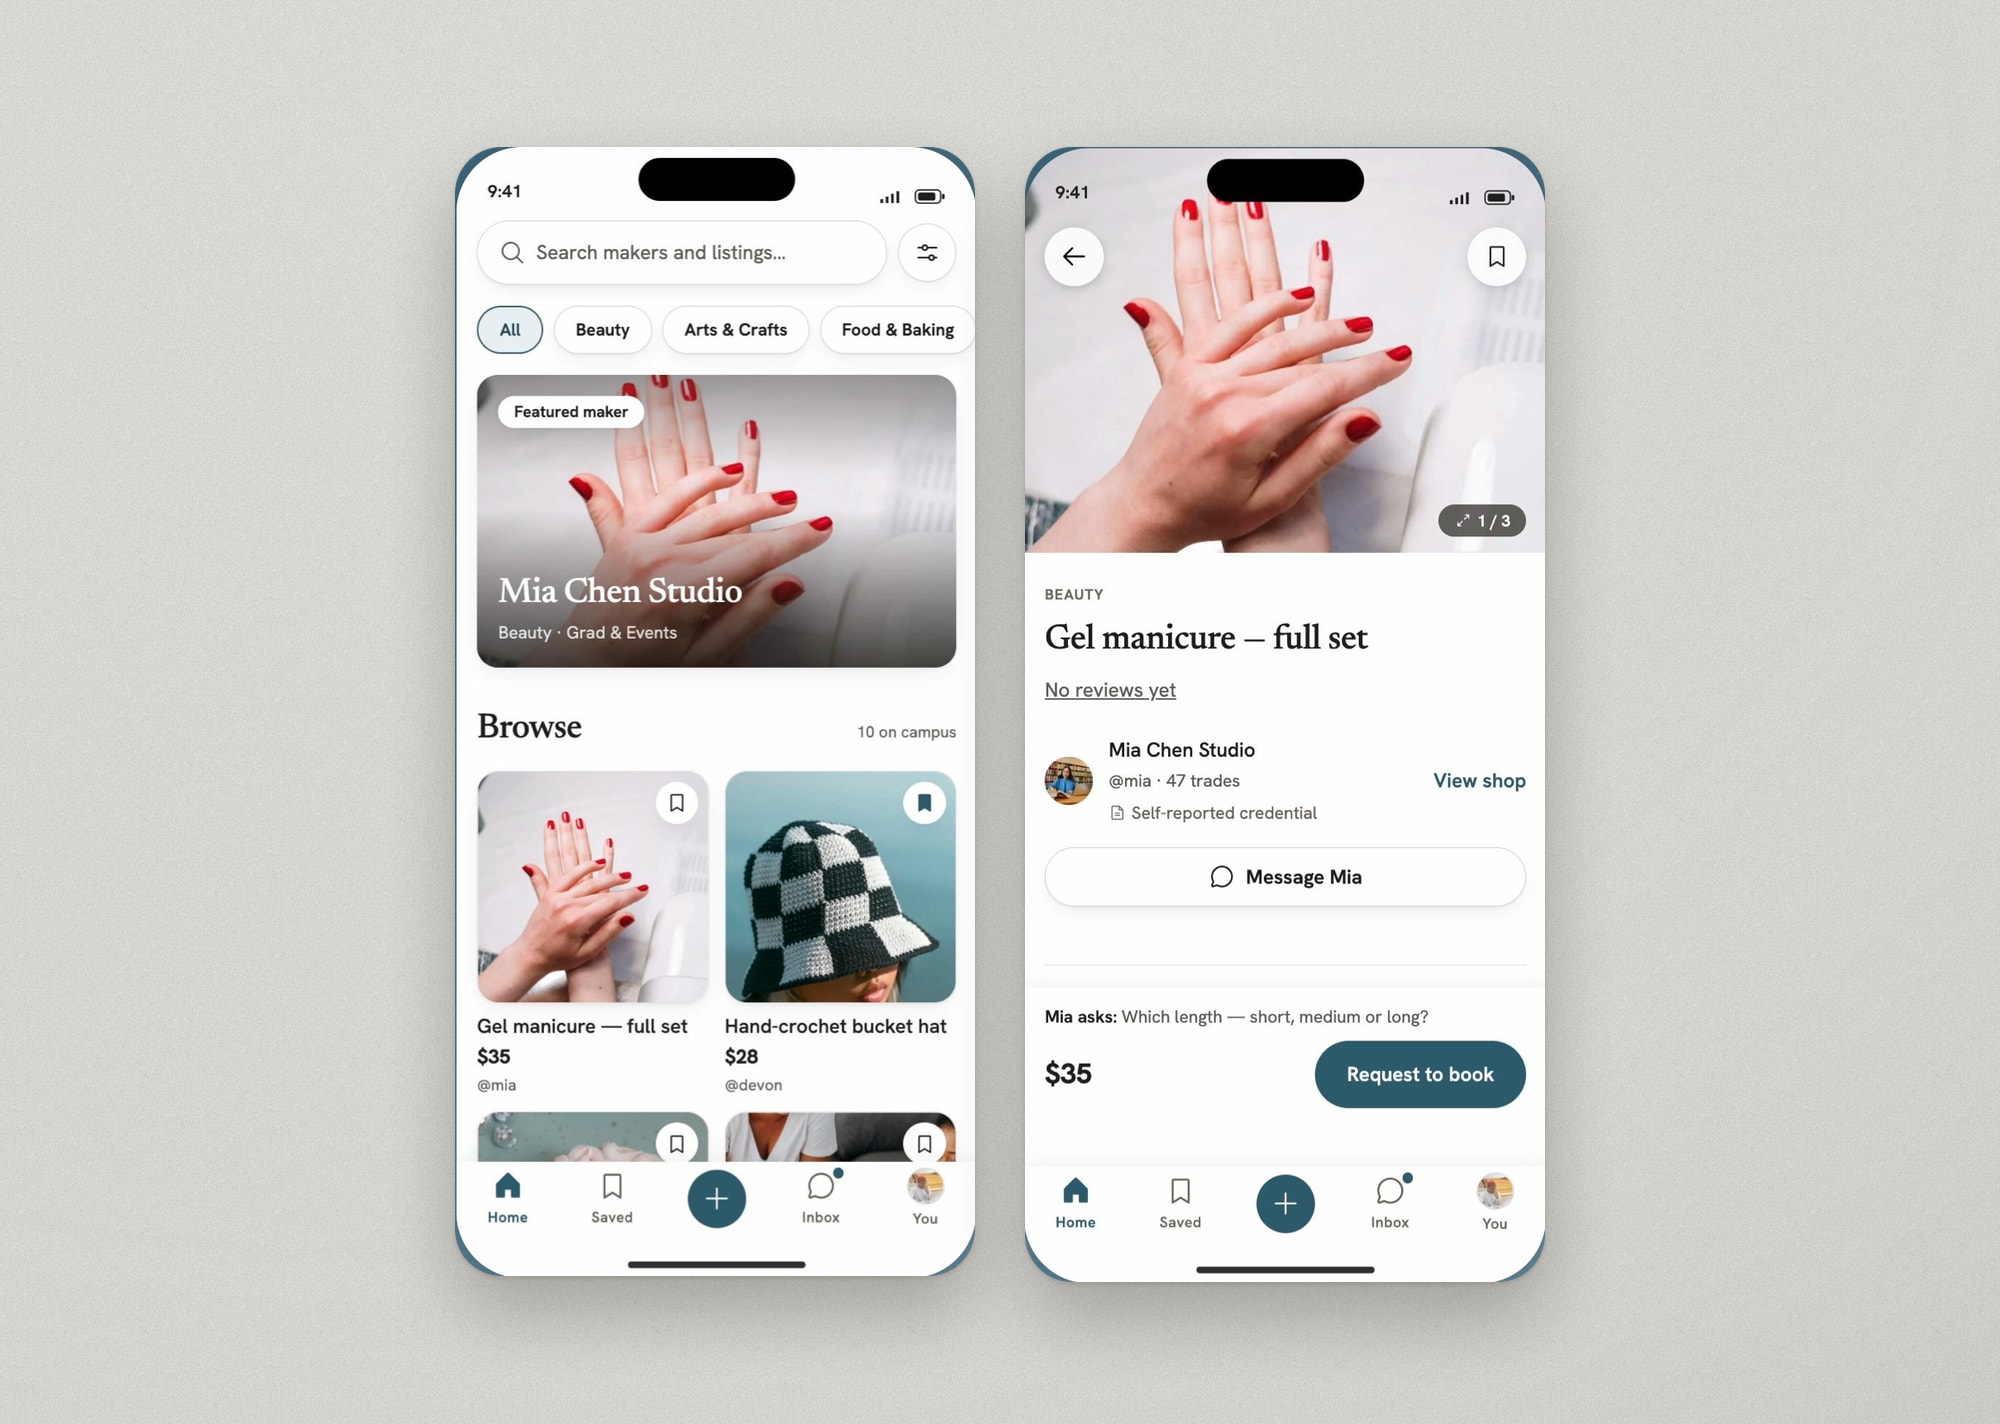 9:41
Search makers and listings...
All
Beauty
Arts & Crafts
Food & Baking
Featured maker
Mia Chen Studio
Beauty · Grad & Events
Browse
10 on campus
Gel manicure — full set
$35
@mia
Hand-crochet bucket hat
$28
@devon
Home
Saved
Inbox
You
9:41
1 / 3
BEAUTY
Gel manicure – full set
No reviews yet
Mia Chen Studio
@mia · 47 trades
Self-reported credential
View shop
Message Mia
Mia asks: Which length — short, medium or long?
$35
Request to book
Home
Saved
Inbox
You